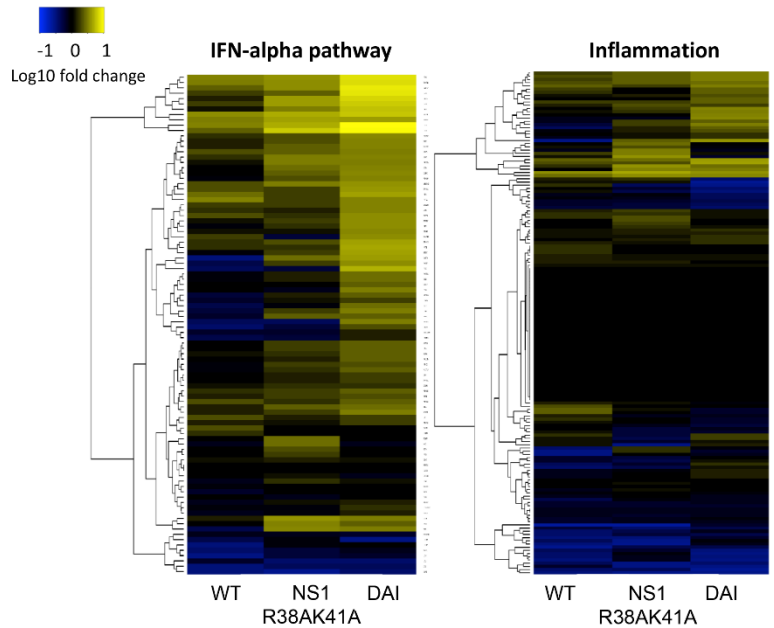 -1 0 1
Log10 fold change
IFN-alpha pathway
Inflammation
WT NS1 DAI
R38AK41A
WT NS1 DAI
R38AK41A